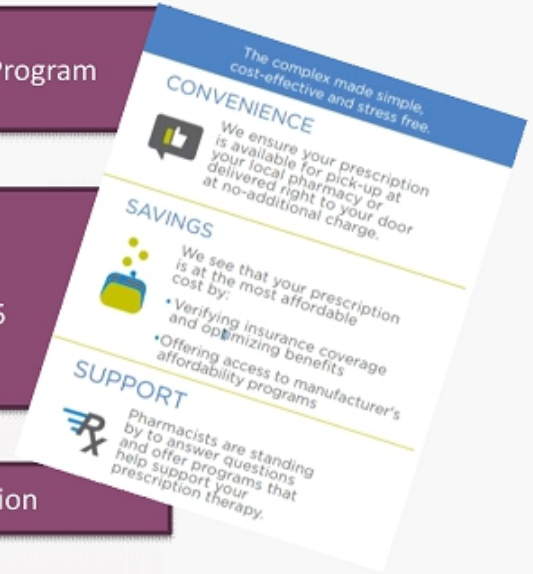 Program
The complex made simple,
cost-effective and stress free.
CONVENIENCE
We ensure your prescription
is available for pick-up at
your local pharmacy or
delivered right to your door
at no-additional charge.
SAVINGS
We see that your prescription
is at the most affordable
cost by:
• Verifying insurance coverage
and optimizing benefits
• Offering access to manufacturer's
affordability programs
SUPPORT
Rx
Pharmacists are standing
by to answer questions
and offer programs that
help support your
prescription therapy.
ion